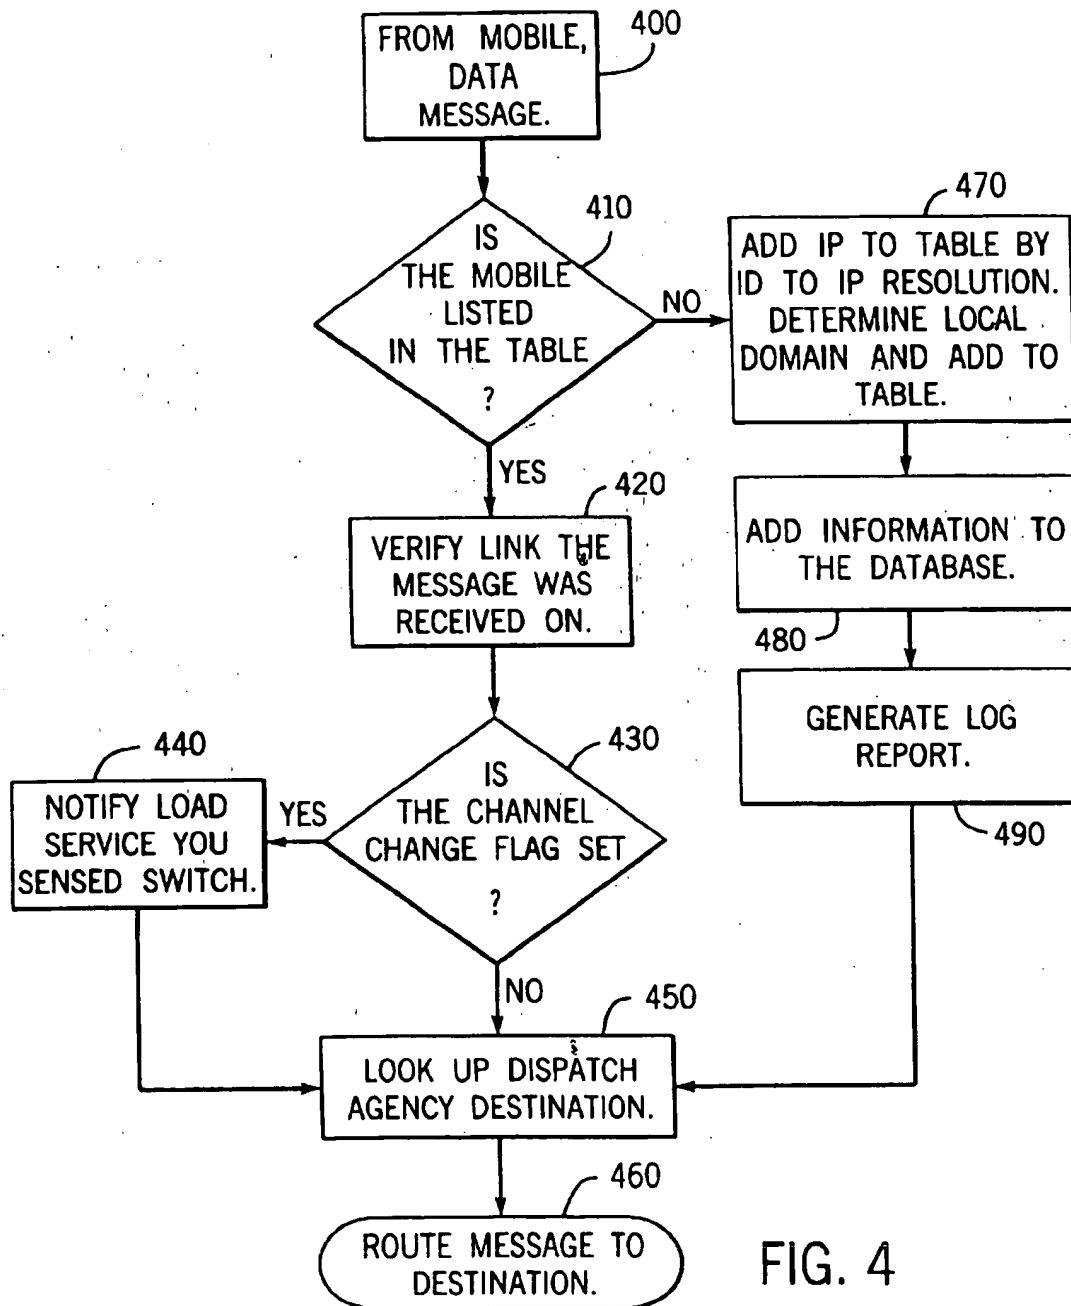 FROM MOBILE,
DATA
MESSAGE.
400
IS
THE MOBILE
LISTED
IN THE TABLE
?
410
NO
470
ADD IP TO TABLE BY
ID TO IP RESOLUTION.
DETERMINE LOCAL
DOMAIN AND ADD TO
TABLE.
YES
420
VERIFY LINK THE
MESSAGE WAS
RECEIVED ON.
ADD INFORMATION TO
THE DATABASE.
480
GENERATE LOG
REPORT.
490
IS
THE CHANNEL
CHANGE FLAG SET
?
430
YES
440
NOTIFY LOAD
SERVICE YOU
SENSED SWITCH.
NO
450
LOOK UP DISPATCH
AGENCY DESTINATION.
460
ROUTE MESSAGE TO
DESTINATION.
FIG. 4